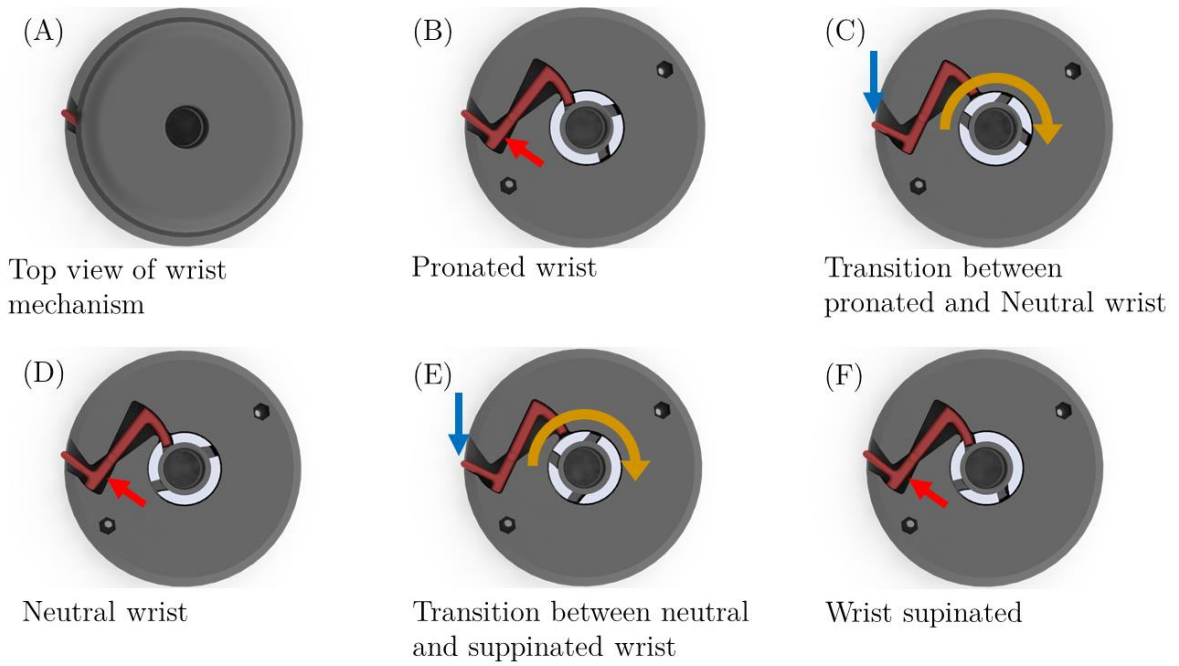 (A)
Top view of wrist
mechanism
(B)
Pronated wrist
(C)
Transition between
pronated and Neutral wrist
(D)
Neutral wrist
(E)
Transition between neutral
and suppinated wrist
(F)
Wrist supinated